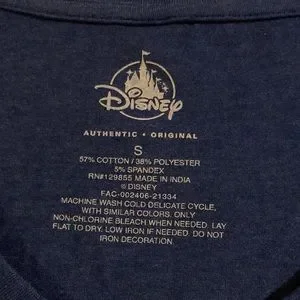 Disney
AUTHENTIC • ORIGINAL
S
57% COTTON / 38% POLYESTER
5% SPANDEX
RN#129855 MADE IN INDIA
© DISNEY
FAC-002406-21334
MACHINE WASH COLD DELICATE CYCLE,
WITH SIMILAR COLORS. ONLY
NON-CHLORINE BLEACH WHEN NEEDED. LAY
FLAT TO DRY. LOW IRON IF NEEDED. DO NOT
IRON DECORATION.